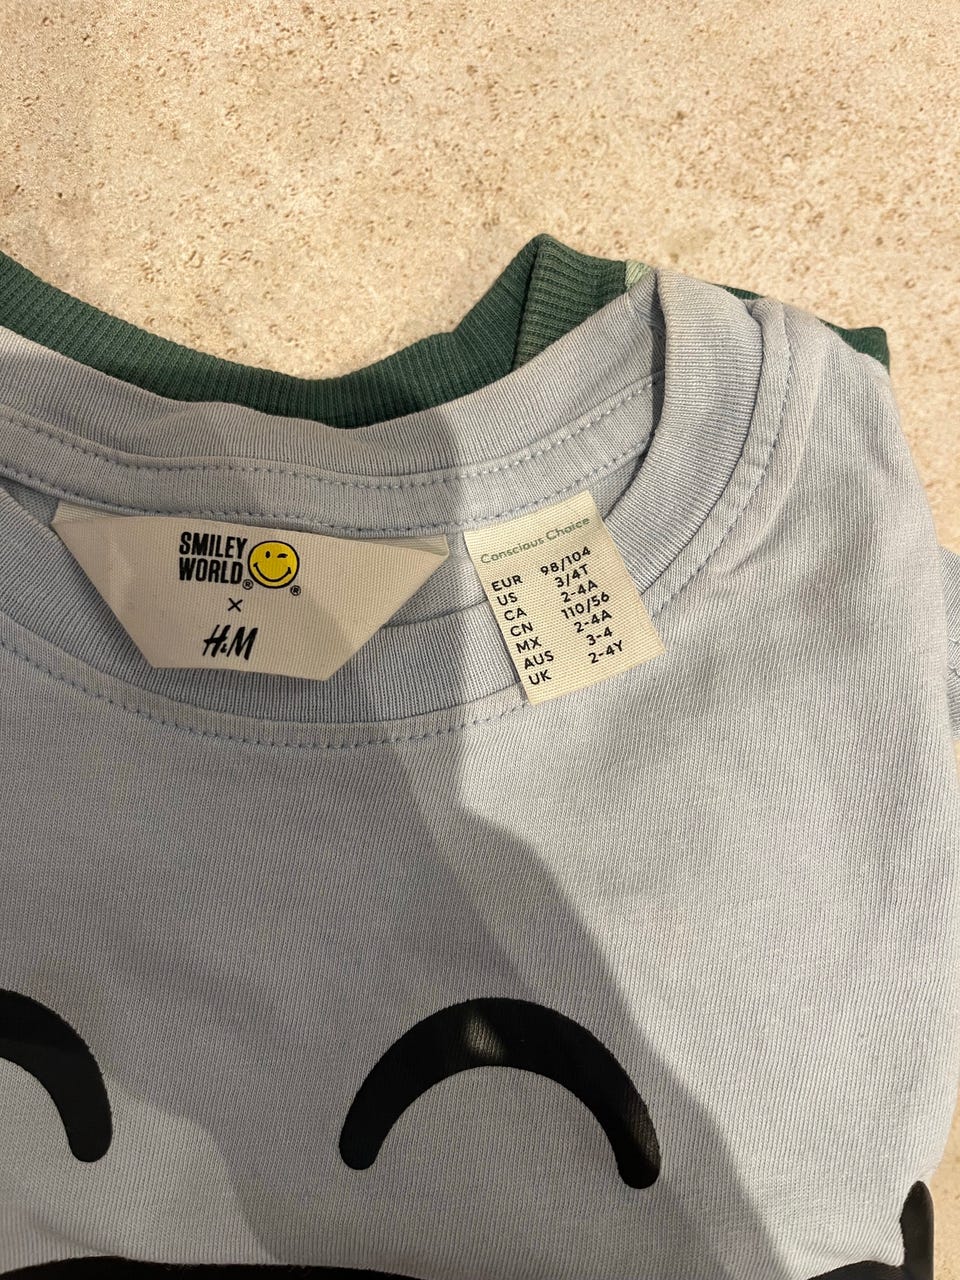 SMILEY
WORLD®
®
×
H&M
Conscious Choice
EUR 98/104
US 3/4T
CA 2-4A
CN 110/56
MX 2-4A
AUS 3-4
UK 2-4Y